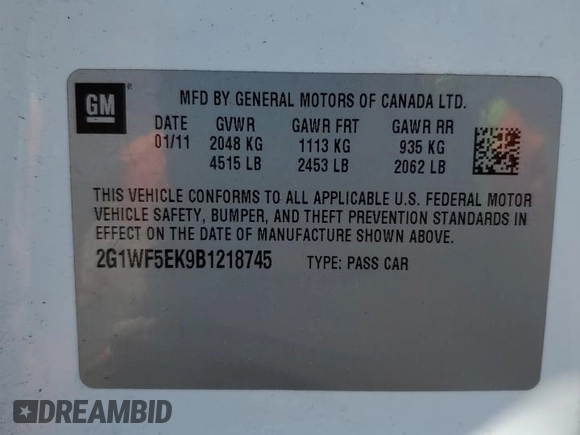 GM
MFD BY GENERAL MOTORS OF CANADA LTD.
DATE GVWR GAWR FRT GAWR RR
01/11 2048 KG 1113 KG 935 KG
4515 LB 2453 LB 2062 LB
THIS VEHICLE CONFORMS TO ALL APPLICABLE U.S. FEDERAL MOTOR
VEHICLE SAFETY, BUMPER, AND THEFT PREVENTION STANDARDS IN
EFFECT ON THE DATE OF MANUFACTURE SHOWN ABOVE.
2G1WF5EK9B1218745 TYPE: PASS CAR
DREAMBID